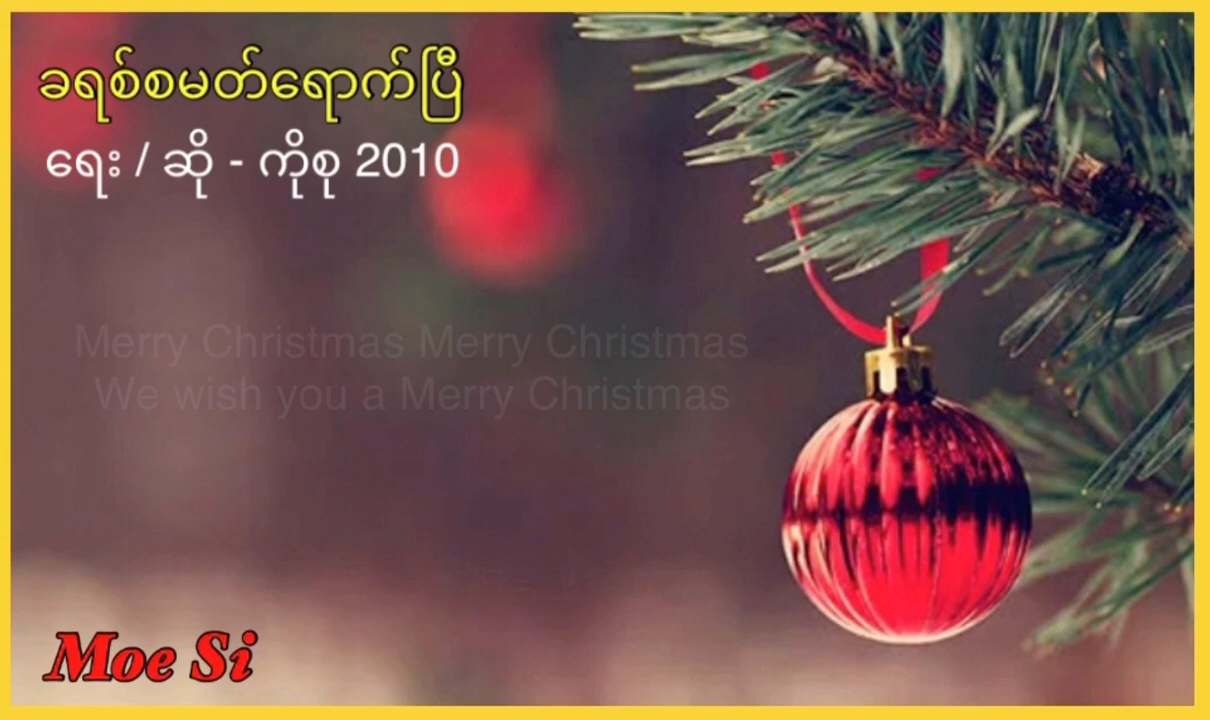 ခရစ်စမတ်ရောက်ပြီ
ရေး / ဆို - ကိုစု 2010
Merry Christmas Merry Christmas
We wish you a Merry Christmas
Moe Si